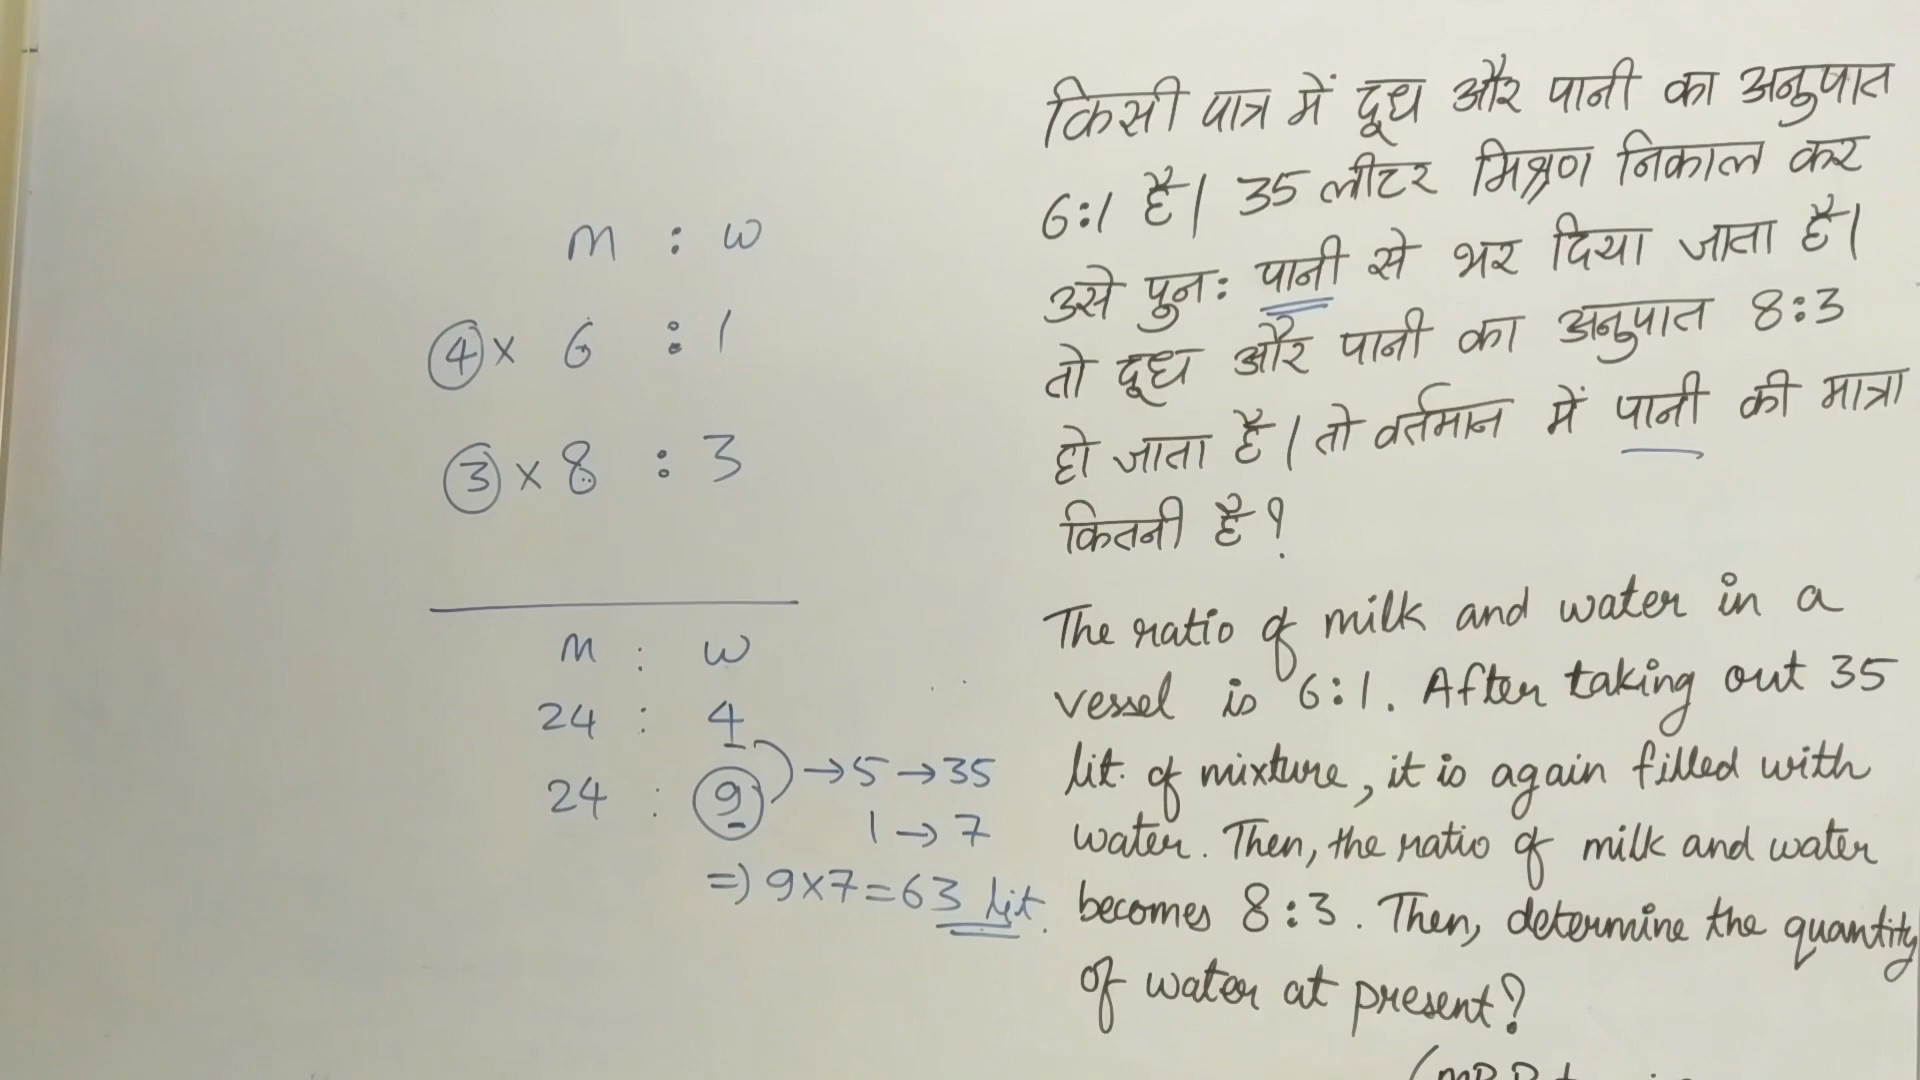 m : w
④ × 6 : 1
③ × 8 : 3
M : w
24 : 4
24 : 9 → 5 → 35
1 → 7
⇒ 9×7=63 lit.
किसी पात्र में दूध और पानी का अनुपात
6:1 है। 35 लीटर मिश्रण निकाल कर
उसे पुनः पानी से भर दिया जाता है।
तो दूध और पानी का अनुपात 8:3
हो जाता है। तो वर्तमान में पानी की मात्रा
कितनी है?
The ratio of milk and water in a
vessel is 6:1. After taking out 35
lit. of mixture, it is again filled with
water. Then, the ratio of milk and water
becomes 8:3. Then, determine the quantity
of water at present?